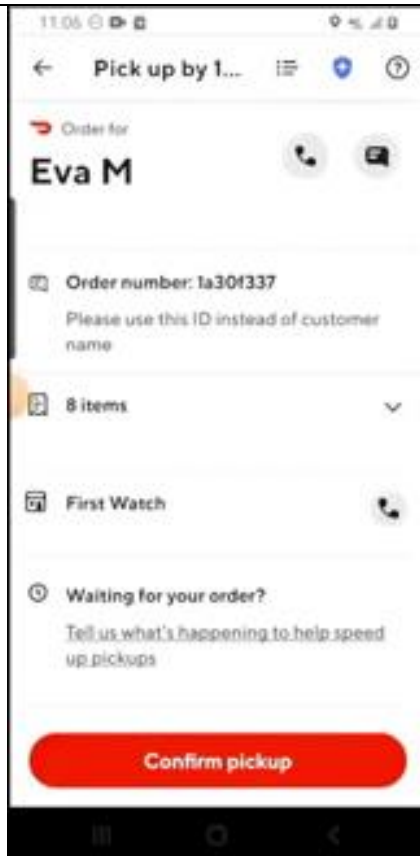 11:06
Pick up by 1...
Order for
Eva M
Order number: 1a30f337
Please use this ID instead of customer
name
8 items
First Watch
Waiting for your order?
Tell us what's happening to help speed
up pickups
Confirm pickup